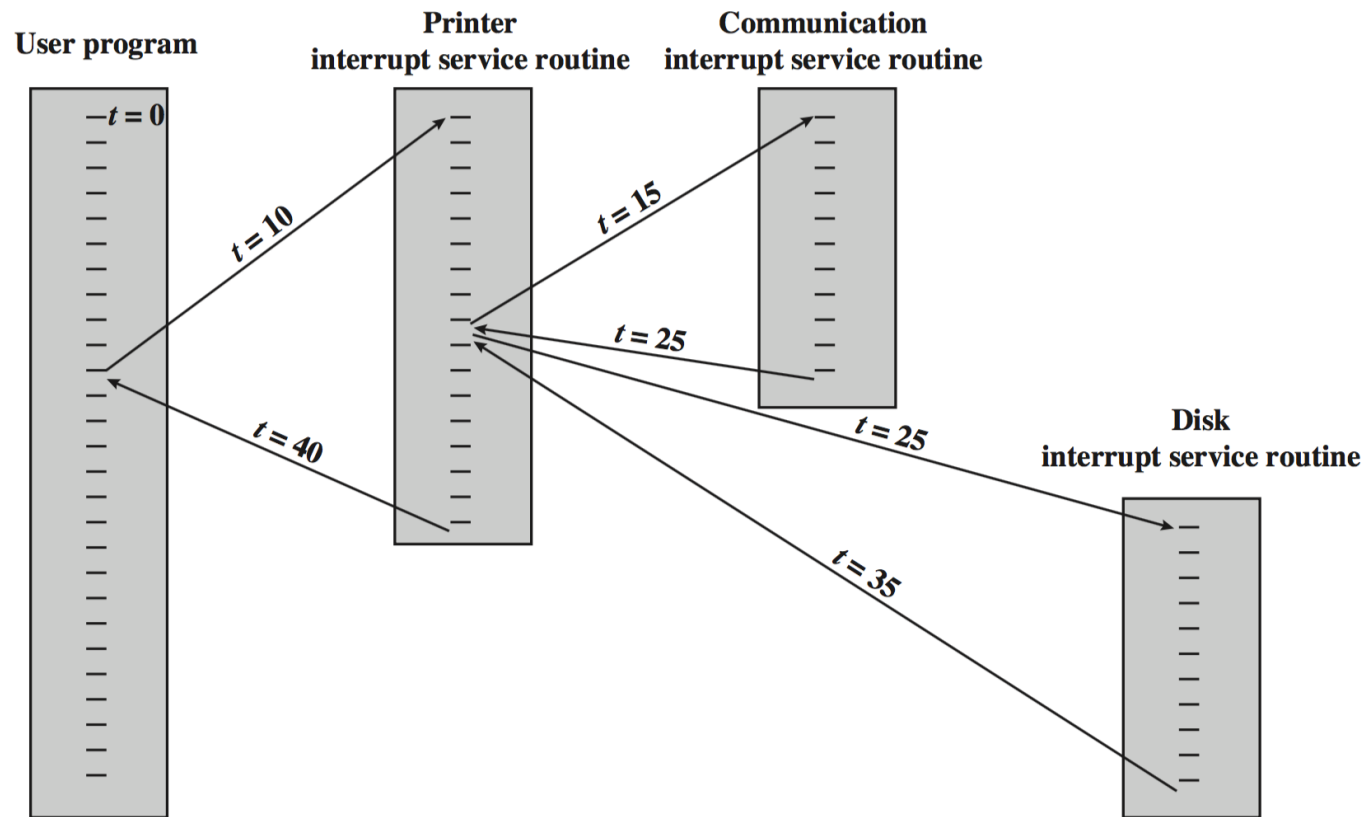 User program
Printer
interrupt service routine
Communication
interrupt service routine
t = 0
t = 10
t = 15
t = 25
t = 40
t = 25
Disk
interrupt service routine
t = 35